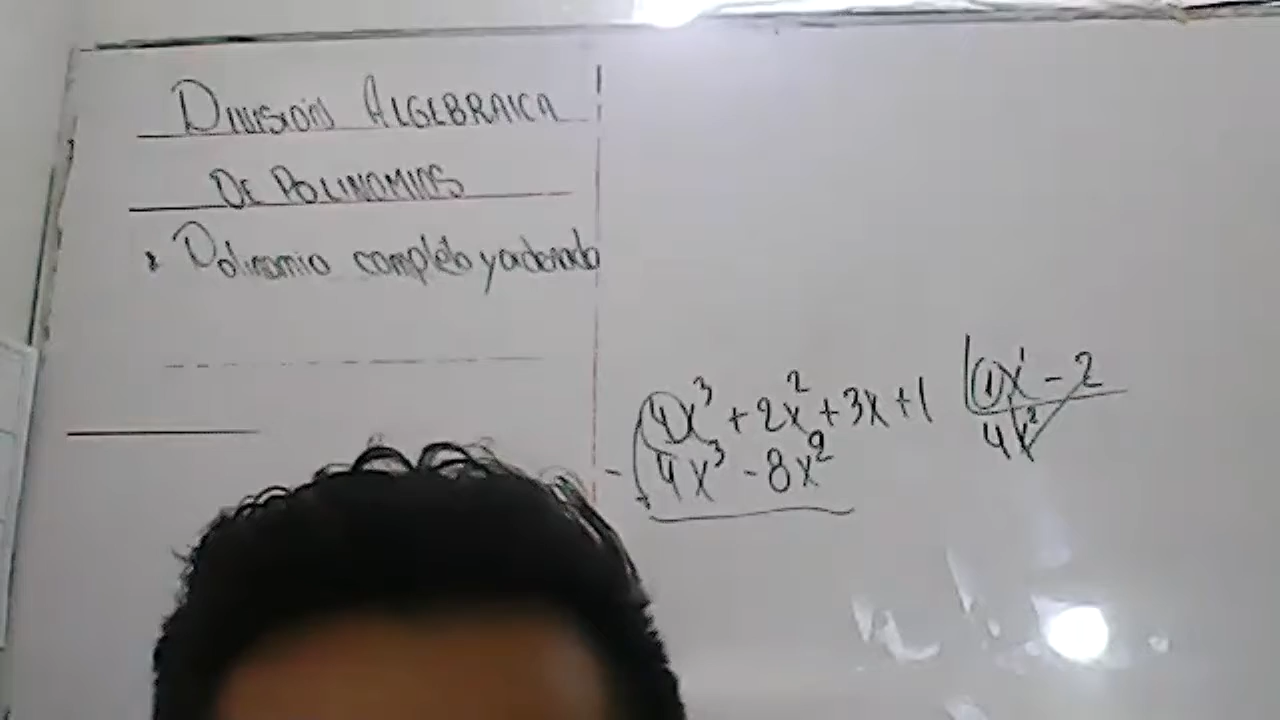 DIVISIÓN ALGEBRAICA
DE POLINOMIOS
• Polinomio completo y ordenado
4x³ + 2x² + 3x + 1 | 1x¹ - 2
- 4x³ - 8x² 4x²